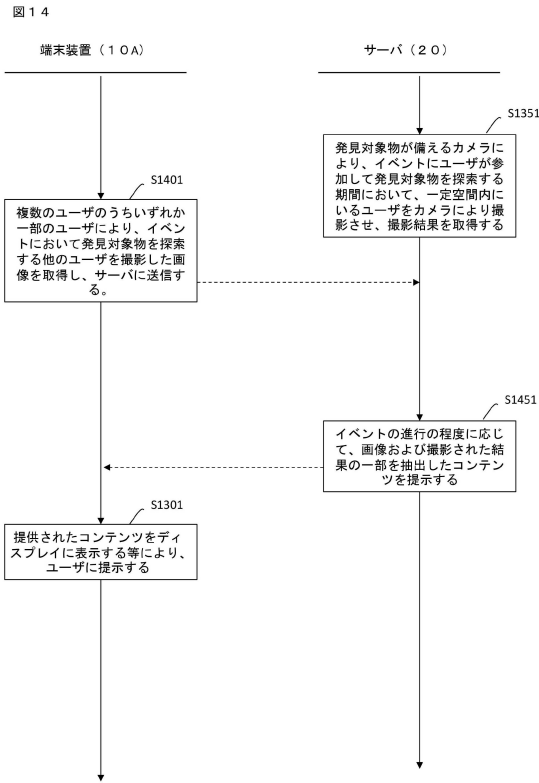 図１４
端末装置（１０A）
サーバ（２０）
S1351
発見対象物が備えるカメラに
より、イベントにユーザが参
加して発見対象物を探索する
期間において、一定空間内に
いるユーザをカメラにより撮
影させ、撮影結果を取得する
S1401
複数のユーザのうちいずれか
一部のユーザにより、イベ
ントにおいて発見対象物を探索
する他のユーザを撮影した画
像を取得し、サーバに送信す
る。
S1451
イベントの進行の程度に応じ
て、画像および撮影された結
果の一部を抽出したコンテン
ツを提示する
S1301
提供されたコンテンツをディ
スプレイに表示する等により、
ユーザに提示する